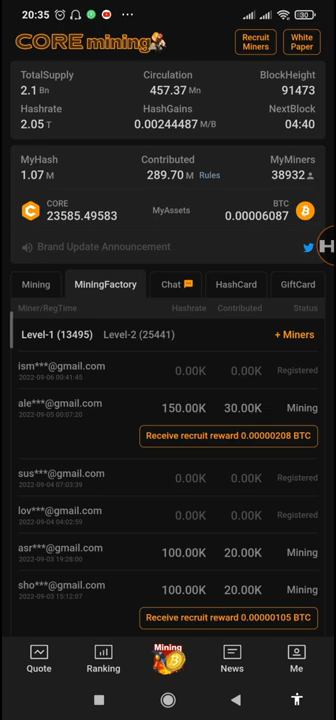 20:35
30
CORE mining
Recruit Miners
White Paper
TotalSupply Circulation BlockHeight
2.1 Bn 457.37 Mn 91473
Hashrate HashGains NextBlock
2.05 T 0.00244487 M/B 04:40
MyHash Contributed MyMiners
1.07 M 289.70 M Rules 38932
CORE MyAssets BTC
23585.49583 0.00006087
Brand Update Announcement
Mining MiningFactory Chat HashCard GiftCard
Miner/RegTime Hashrate Contributed Status
Level-1 (13495) Level-2 (25441) + Miners
ism***@gmail.com 0.00K 0.00K Registered
2022-09-06 00:41:45
ale***@gmail.com 150.00K 30.00K Mining
2022-09-05 00:07:20
Receive recruit reward 0.00000208 BTC
sus***@gmail.com 0.00K 0.00K Registered
2022-09-04 07:03:39
lov***@gmail.com 0.00K 0.00K Registered
2022-09-04 04:02:59
asr***@gmail.com 100.00K 20.00K Mining
2022-09-03 19:28:00
sho***@gmail.com 100.00K 20.00K Mining
2022-09-03 15:12:07
Receive recruit reward 0.00000105 BTC
Mining
Quote Ranking News Me